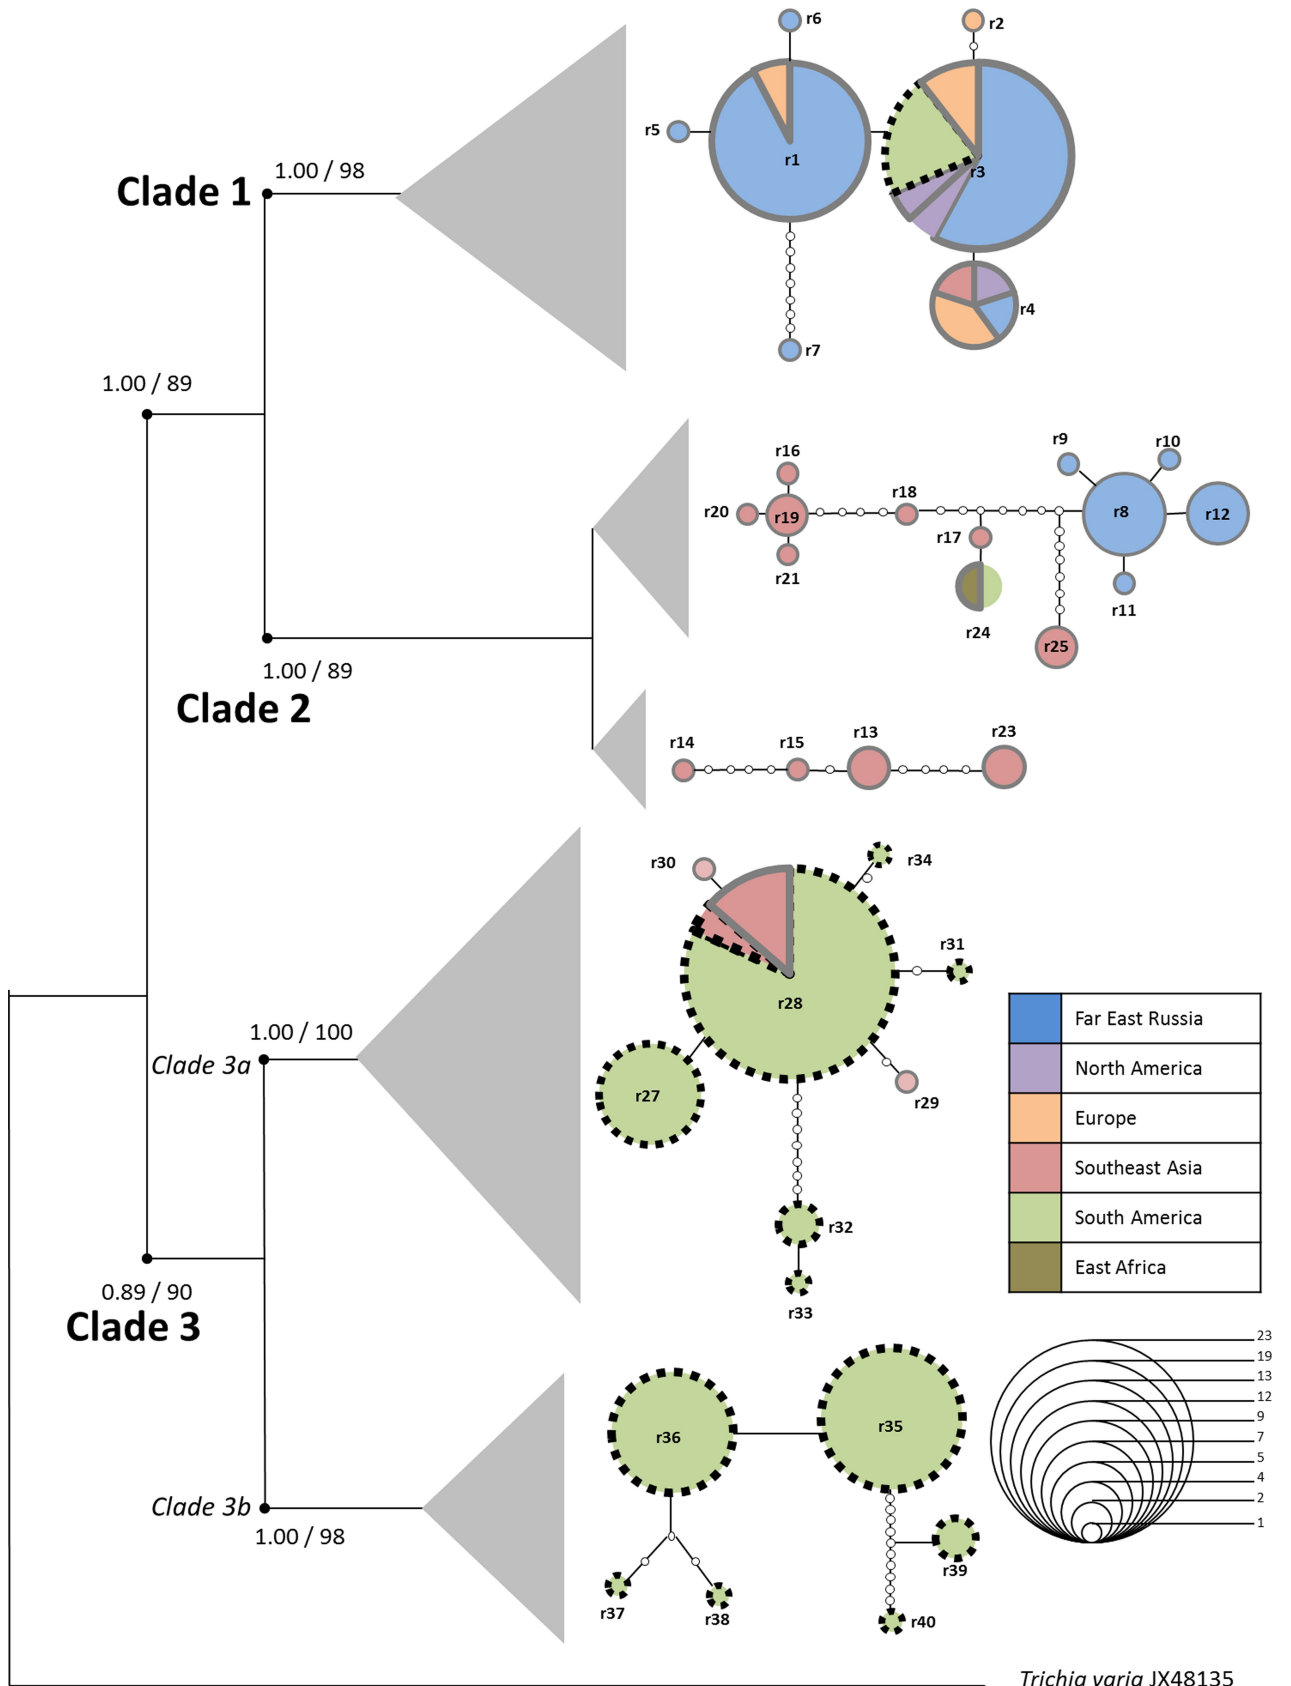 r6
r2
r5
r1
r3
1.00 / 98
Clade 1
r4
r7
1.00 / 89
r9
r10
r16
r18
r20
r19
r8
r12
r17
r21
r11
r24
r25
1.00 / 89
Clade 2
r14
r15
r13
r23
r30
r34
r31
r28
1.00 / 100
Clade 3a
r27
r29
r32
r33
Far East Russia
North America
Europe
Southeast Asia
South America
East Africa
0.89 / 90
Clade 3
23
19
13
12
9
7
5
4
2
1
r36
r35
Clade 3b
1.00 / 98
r39
r37
r38
r40
Trichia varia JX48135